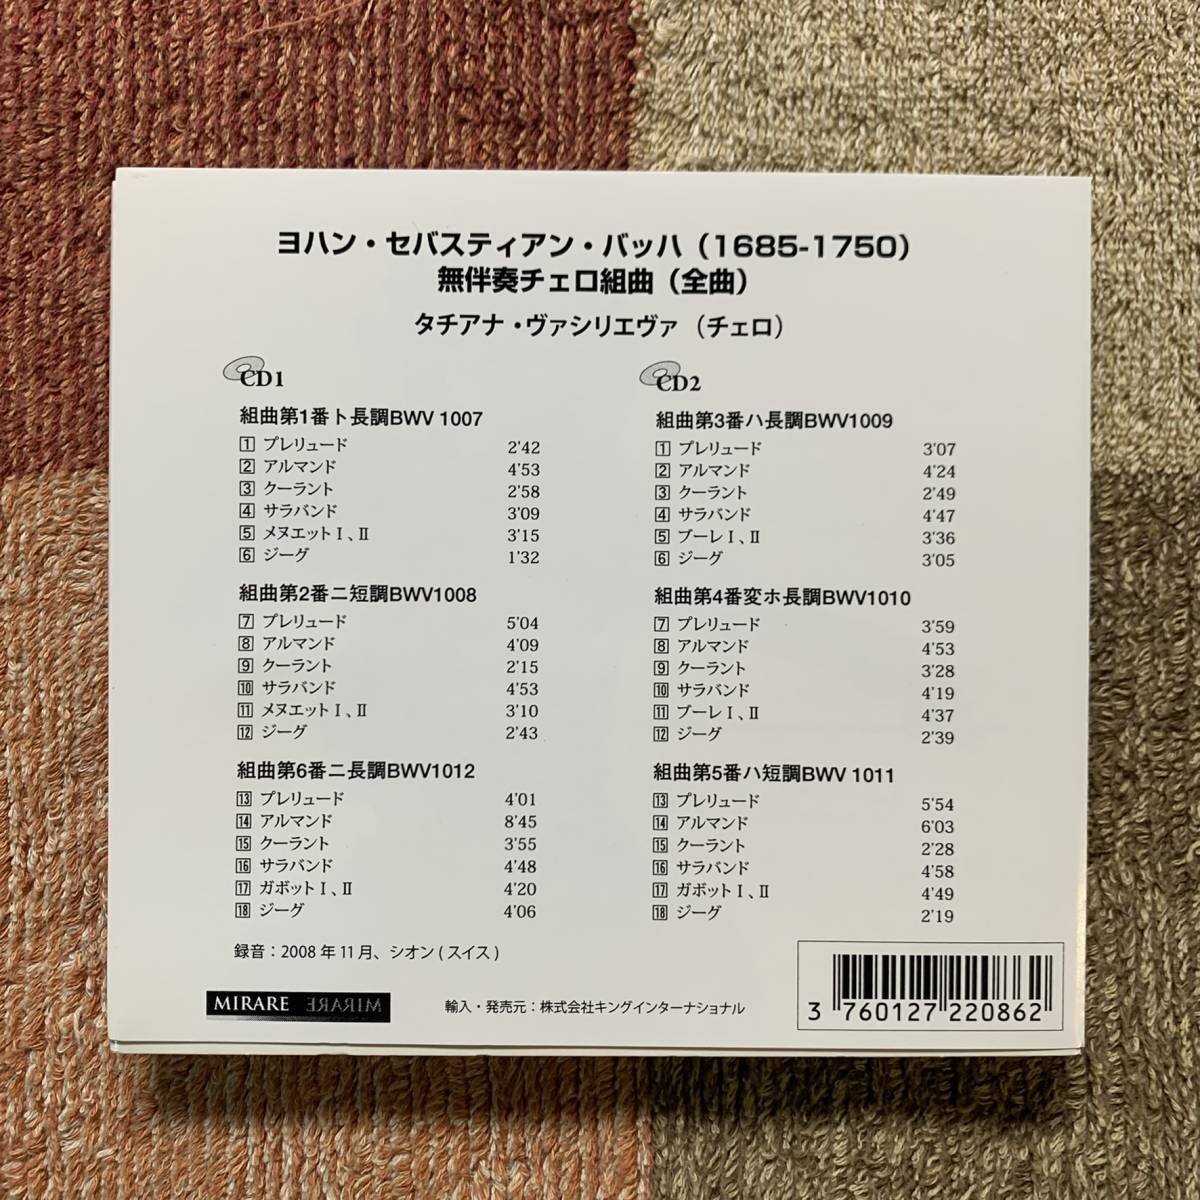 ヨハン・セバスティアン・バッハ（1685-1750）
無伴奏チェロ組曲（全曲）
タチアナ・ヴァシリエヴァ（チェロ）
CD1
組曲第1番ト長調BWV 1007
1 プレリュード 2'42
2 アルマンド 4'53
3 クーラント 2'58
4 サラバンド 3'09
5 メヌエットⅠ、Ⅱ 3'15
6 ジーグ 1'32
組曲第2番ニ短調BWV1008
7 プレリュード 5'04
8 アルマンド 4'09
9 クーラント 2'15
10 サラバンド 4'53
11 メヌエットⅠ、Ⅱ 3'10
12 ジーグ 2'43
組曲第6番ニ長調BWV1012
13 プレリュード 4'01
14 アルマンド 8'45
15 クーラント 3'55
16 サラバンド 4'48
17 ガボットⅠ、Ⅱ 4'20
18 ジーグ 4'06
CD2
組曲第3番ハ長調BWV1009
1 プレリュード 3'07
2 アルマンド 4'24
3 クーラント 2'49
4 サラバンド 4'47
5 ブーレⅠ、Ⅱ 3'36
6 ジーグ 3'05
組曲第4番変ホ長調BWV1010
7 プレリュード 3'59
8 アルマンド 4'53
9 クーラント 3'28
10 サラバンド 4'19
11 ブーレⅠ、Ⅱ 4'37
12 ジーグ 2'39
組曲第5番ハ短調BWV 1011
13 プレリュード 5'54
14 アルマンド 6'03
15 クーラント 2'28
16 サラバンド 4'58
17 ガボットⅠ、Ⅱ 4'49
18 ジーグ 2'19
録音：2008 年 11 月、シオン ( スイス )
MIRARE MIRARE
輸入・発売元：株式会社キングインターナショナル
3 760127 220862